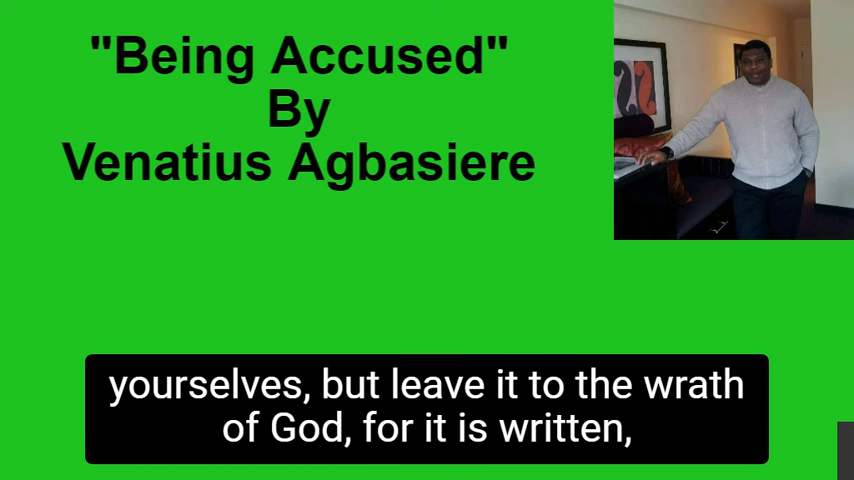 "Being Accused"
By
Venatius Agbasiere
yourselves, but leave it to the wrath
of God, for it is written,